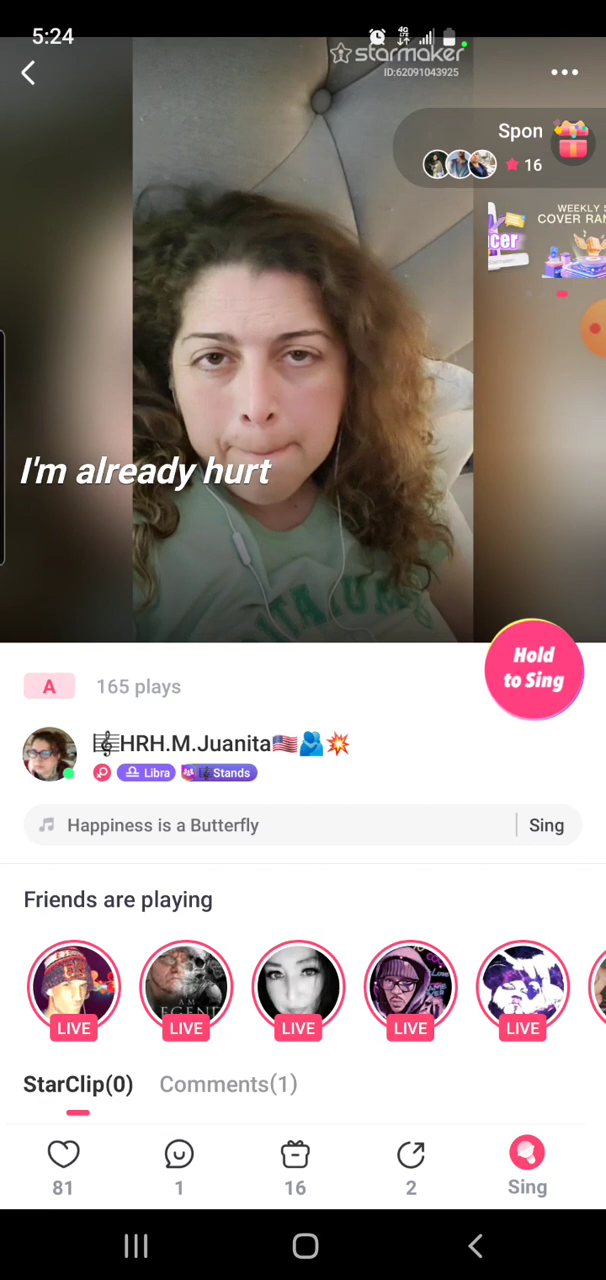 5:24
starmaker
ID:62091043925
Spon
16
WEEKLY
COVER RAN
cer
I'm already hurt
Hold
to Sing
A
165 plays
HRH.M.Juanita
Libra
Stands
Happiness is a Butterfly
Sing
Friends are playing
LEGEND
LIVE
LIVE
LIVE
LIVE
LIVE
StarClip(0)
Comments(1)
81
1
16
2
Sing